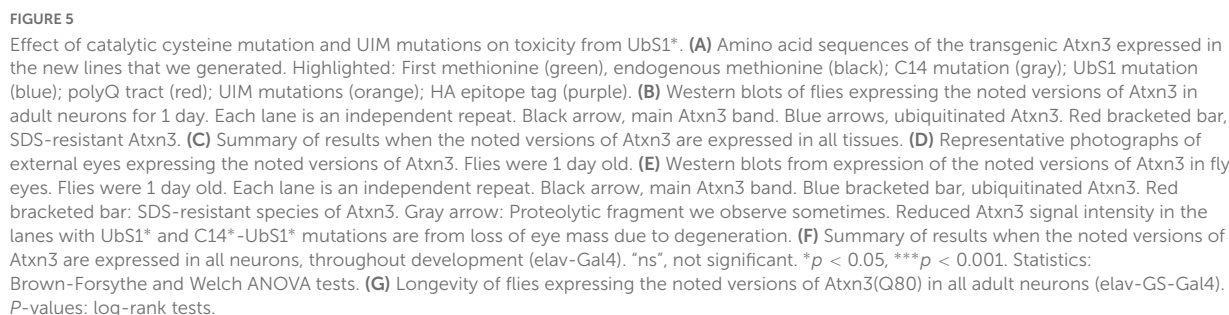 FIGURE 5
Effect of catalytic cysteine mutation and UIM mutations on toxicity from UbS1*. (A) Amino acid sequences of the transgenic Atxn3 expressed in
the new lines that we generated. Highlighted: First methionine (green), endogenous methionine (black); C14 mutation (gray); UbS1 mutation
(blue); polyQ tract (red); UIM mutations (orange); HA epitope tag (purple). (B) Western blots of flies expressing the noted versions of Atxn3 in
adult neurons for 1 day. Each lane is an independent repeat. Black arrow, main Atxn3 band. Blue arrows, ubiquitinated Atxn3. Red bracketed bar,
SDS-resistant Atxn3. (C) Summary of results when the noted versions of Atxn3 are expressed in all tissues. (D) Representative photographs of
external eyes expressing the noted versions of Atxn3. Flies were 1 day old. (E) Western blots from expression of the noted versions of Atxn3 in fly
eyes. Flies were 1 day old. Each lane is an independent repeat. Black arrow, main Atxn3 band. Blue bracketed bar, ubiquitinated Atxn3. Red
bracketed bar: SDS-resistant species of Atxn3. Gray arrow: Proteolytic fragment we observe sometimes. Reduced Atxn3 signal intensity in the
lanes with UbS1* and C14*-UbS1* mutations are from loss of eye mass due to degeneration. (F) Summary of results when the noted versions of
Atxn3 are expressed in all neurons, throughout development (elav-Gal4). "ns", not significant. *p < 0.05, ***p < 0.001. Statistics:
Brown-Forsythe and Welch ANOVA tests. (G) Longevity of flies expressing the noted versions of Atxn3(Q80) in all adult neurons (elav-GS-Gal4).
P-values: log-rank tests.